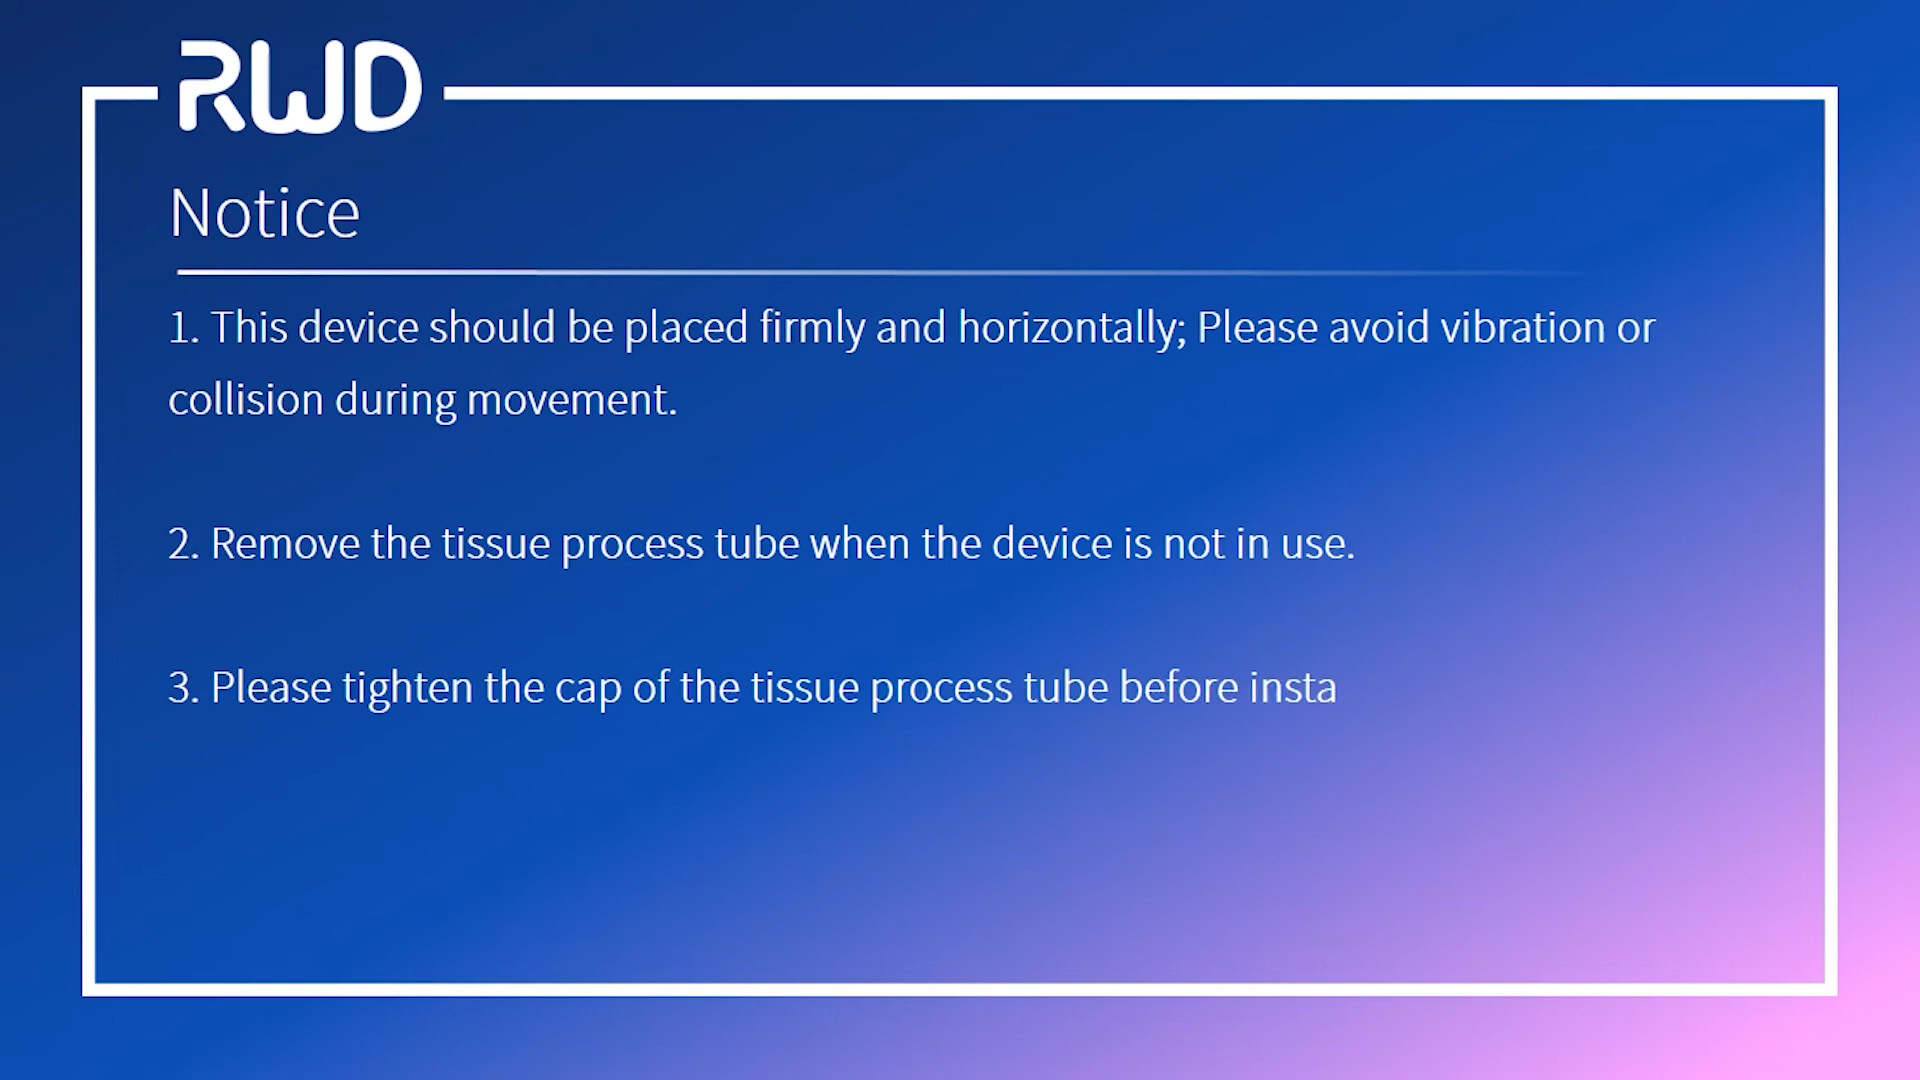 RWD
Notice
1. This device should be placed firmly and horizontally; Please avoid vibration or
collision during movement.
2. Remove the tissue process tube when the device is not in use.
3. Please tighten the cap of the tissue process tube before insta